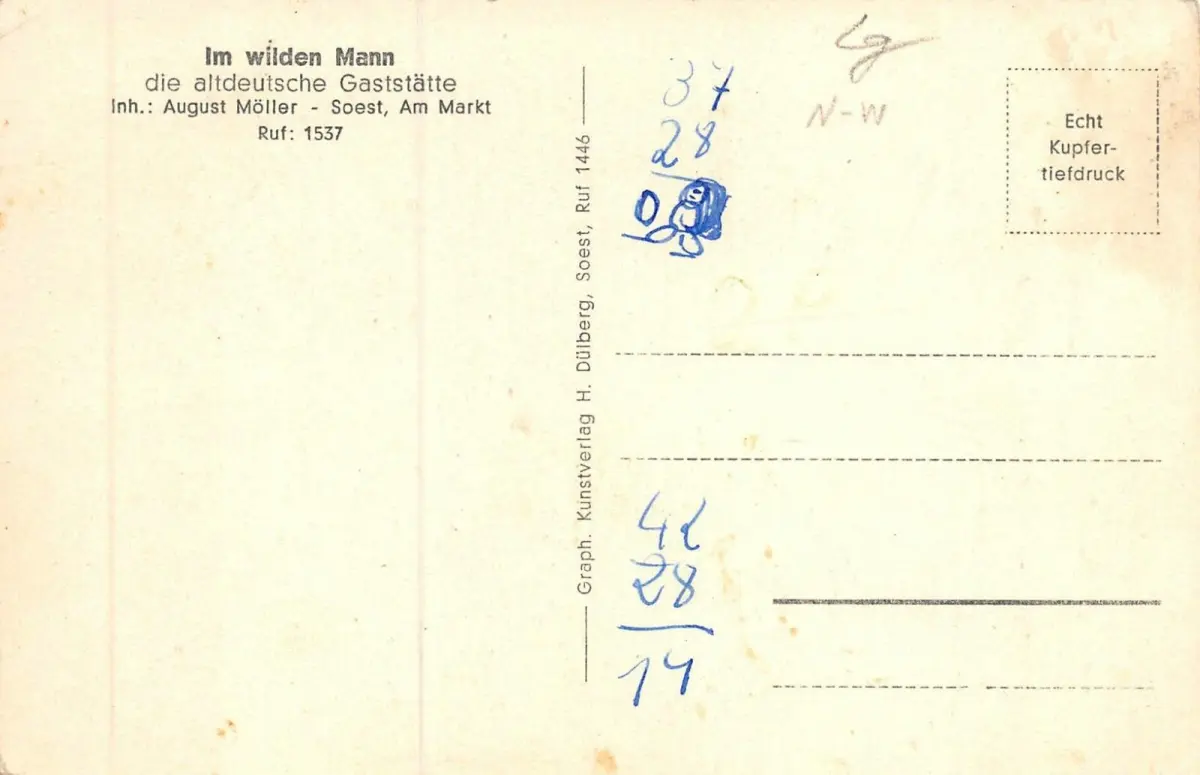 Im wilden Mann
die altdeutsche Gaststätte
Inh.: August Möller - Soest, Am Markt
Ruf: 1537
Graph. Kunstverlag H. Dülberg, Soest, Ruf 1446
37
28
0
N-W
Echt
Kupfer-
tiefdruck
42
28
14